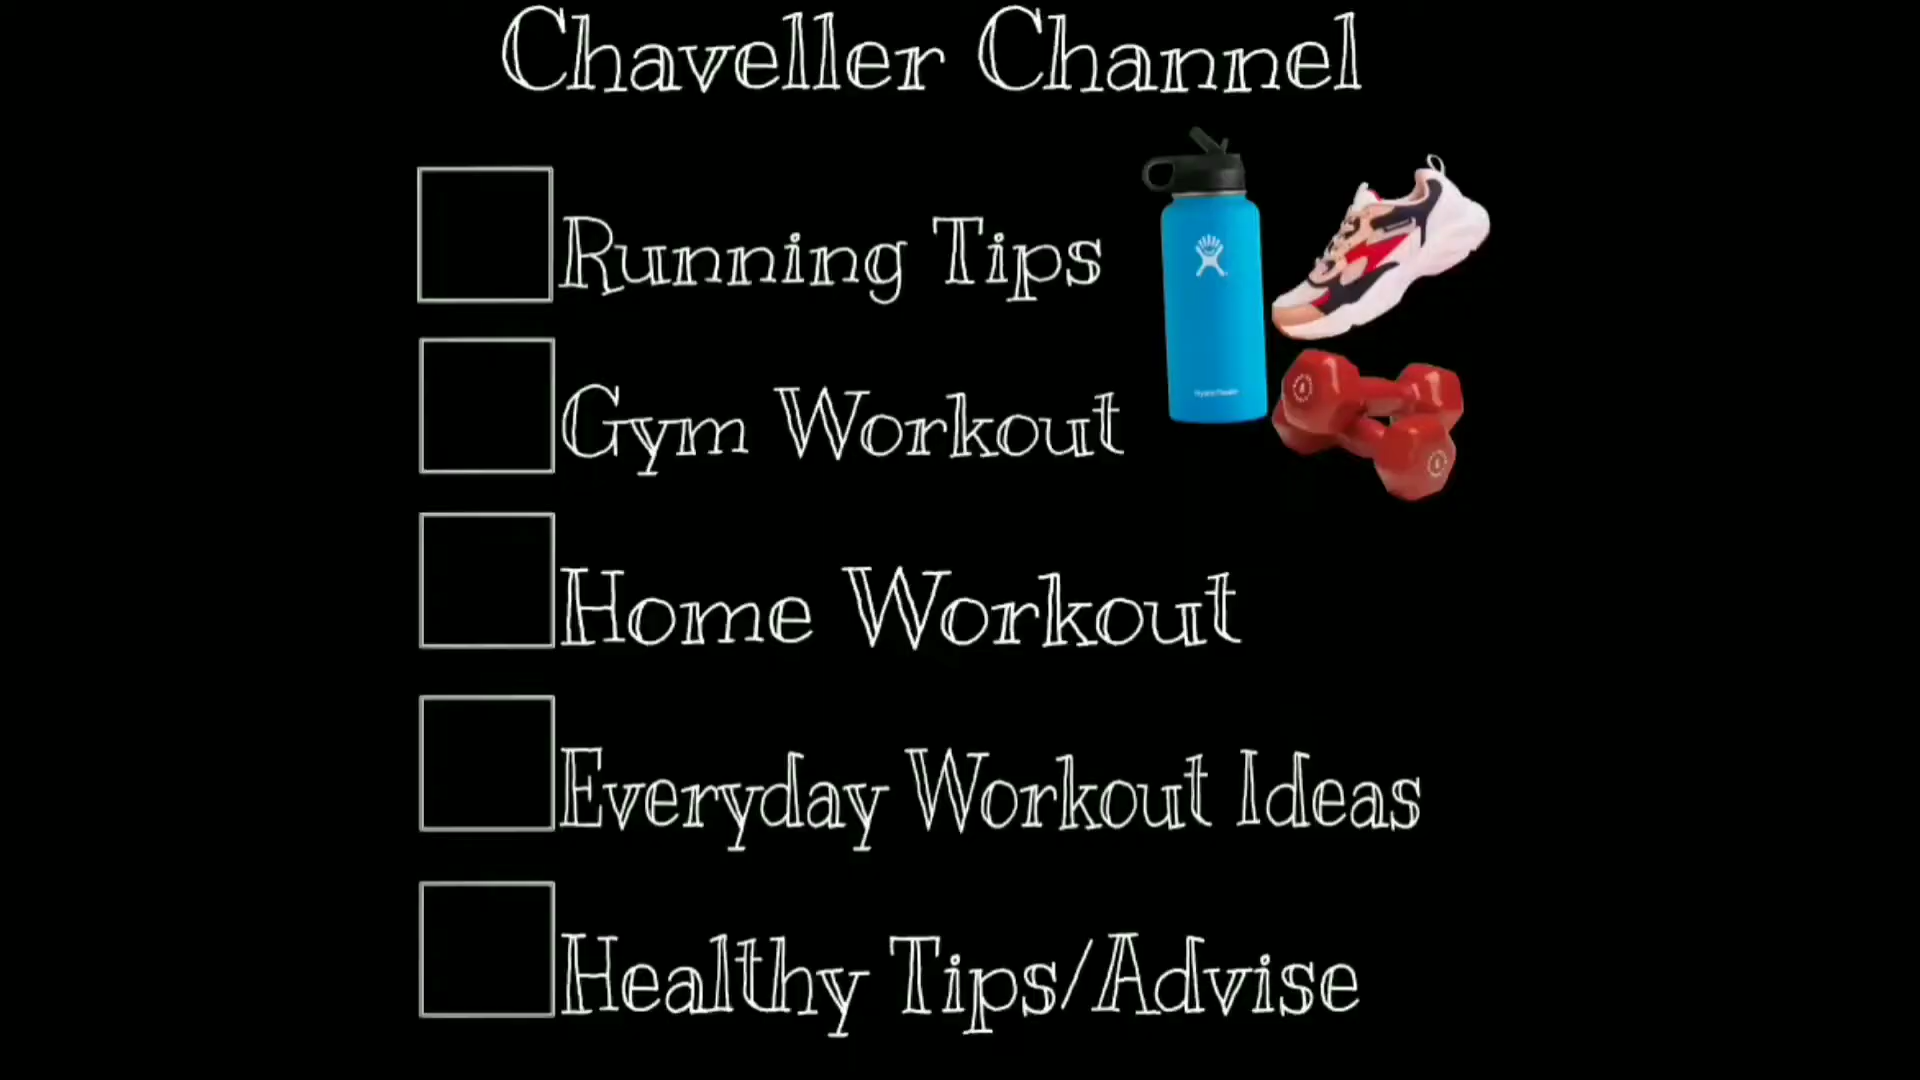 Chaveller Channel
Running Tips
Gym Workout
Home Workout
Everyday Workout Ideas
Healthy Tips/Advise